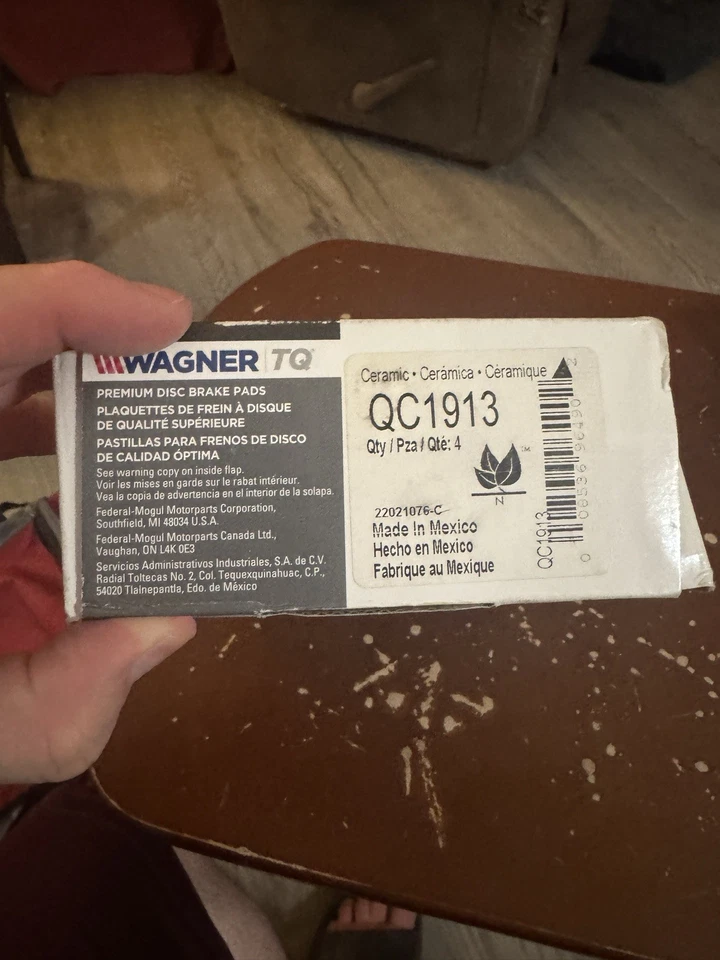 WAGNER TQ
PREMIUM DISC BRAKE PADS
PLAQUETTES DE FREIN À DISQUE
DE QUALITÉ SUPÉRIEURE
PASTILLAS PARA FRENOS DE DISCO
DE CALIDAD ÓPTIMA
See warning copy on inside flap.
Voir les mises en garde sur le rabat intérieur.
Vea la copia de advertencia en el interior de la solapa.
Federal-Mogul Motorparts Corporation,
Southfield, MI 48034 U.S.A.
Federal-Mogul Motorparts Canada Ltd.,
Vaughan, ON L4K 0E3
Servicios Administrativos Industriales, S.A. de C.V.
Radial Toltecas No. 2, Col. Tequexquinahuac, C.P.,
54020 Tlalnepantla, Edo. de México
Ceramic • Cerámica • Céramique
QC1913
Qty / Pza / Qté: 4
TM
N
22021076-C
Made In Mexico
Hecho en Mexico
Fabrique au Mexique
QC1913